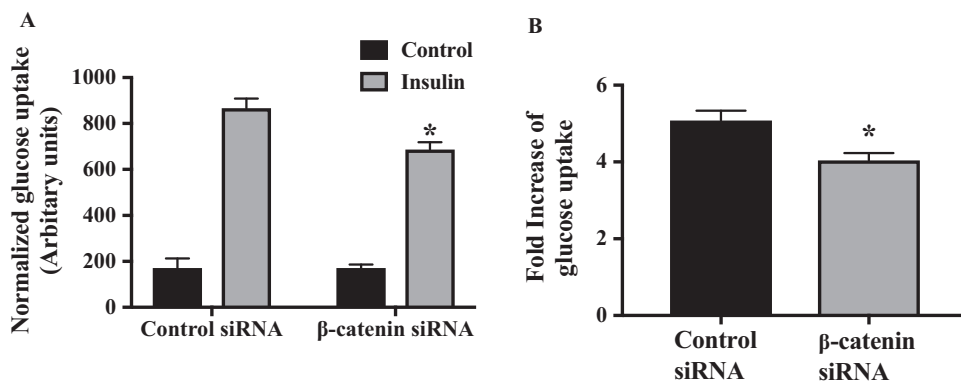 A
Control
Insulin
Normalized glucose uptake
(Arbitary units)
1000
800
600
400
200
0
*
Control siRNA
β-catenin siRNA
B
Fold Increase of
glucose uptake
6
4
2
0
*
Control
siRNA
β-catenin
siRNA